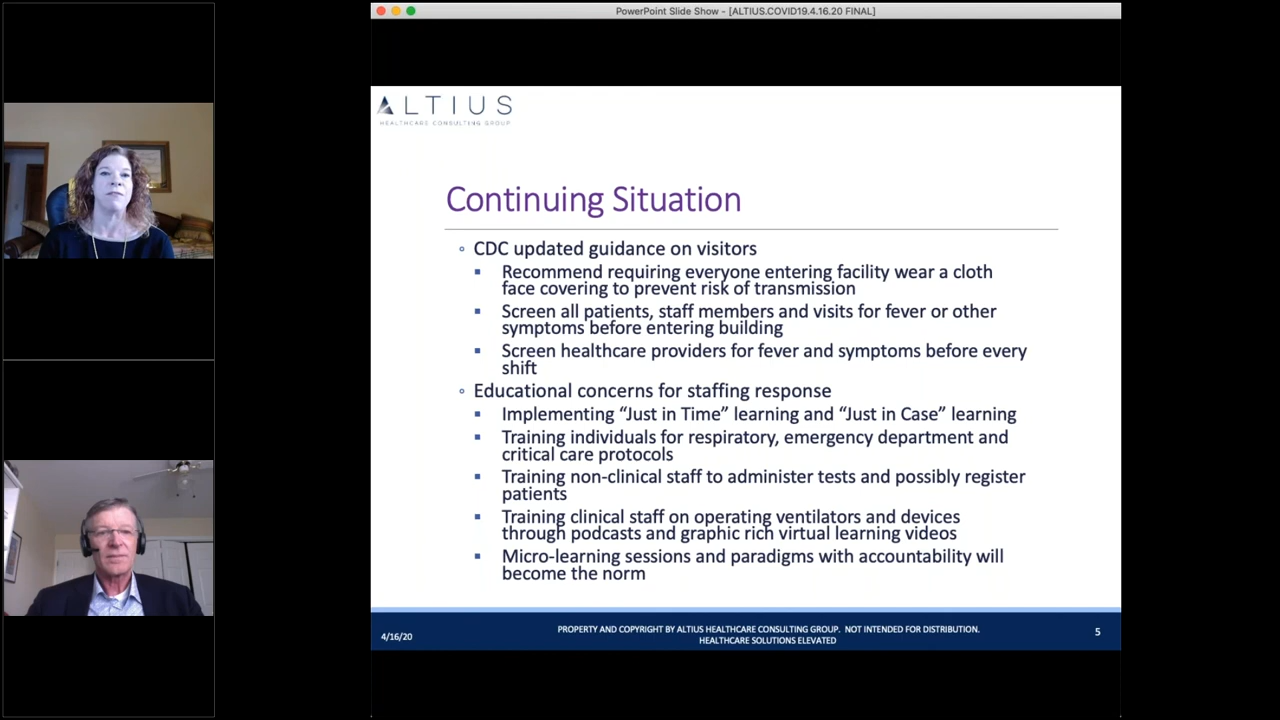 PowerPoint Slide Show - [ALTIUS.COVID19.4.16.20 FINAL]
ALTIUS
HEALTHCARE CONSULTING GROUP
Continuing Situation
◦ CDC updated guidance on visitors
▪ Recommend requiring everyone entering facility wear a cloth
face covering to prevent risk of transmission
▪ Screen all patients, staff members and visits for fever or other
symptoms before entering building
▪ Screen healthcare providers for fever and symptoms before every
shift
◦ Educational concerns for staffing response
▪ Implementing “Just in Time” learning and “Just in Case” learning
▪ Training individuals for respiratory, emergency department and
critical care protocols
▪ Training non-clinical staff to administer tests and possibly register
patients
▪ Training clinical staff on operating ventilators and devices
through podcasts and graphic rich virtual learning videos
▪ Micro-learning sessions and paradigms with accountability will
become the norm
4/16/20
PROPERTY AND COPYRIGHT BY ALTIUS HEALTHCARE CONSULTING GROUP. NOT INTENDED FOR DISTRIBUTION.
HEALTHCARE SOLUTIONS ELEVATED
5